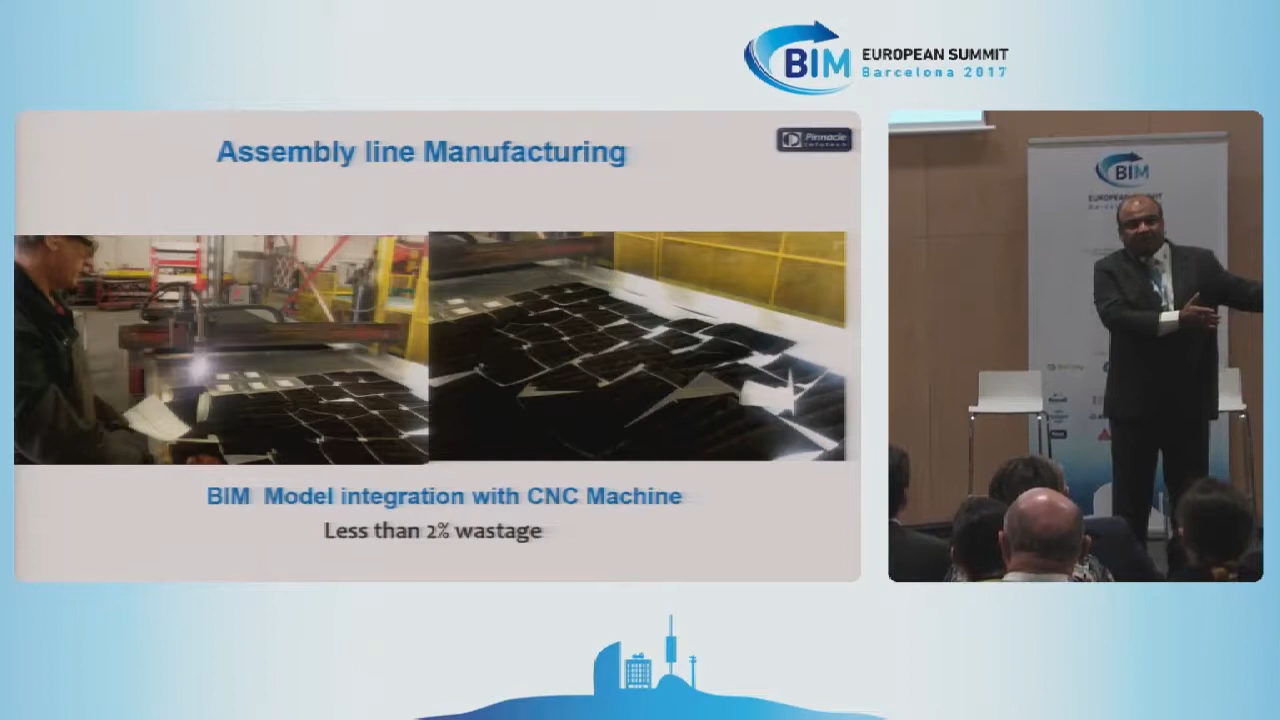 BIM EUROPEAN SUMMIT
Barcelona 2017
Assembly line Manufacturing
Pinnacle
Infotech
BIM
EUROPEAN SUMMIT
BIM Model integration with CNC Machine
Less than 2% wastage